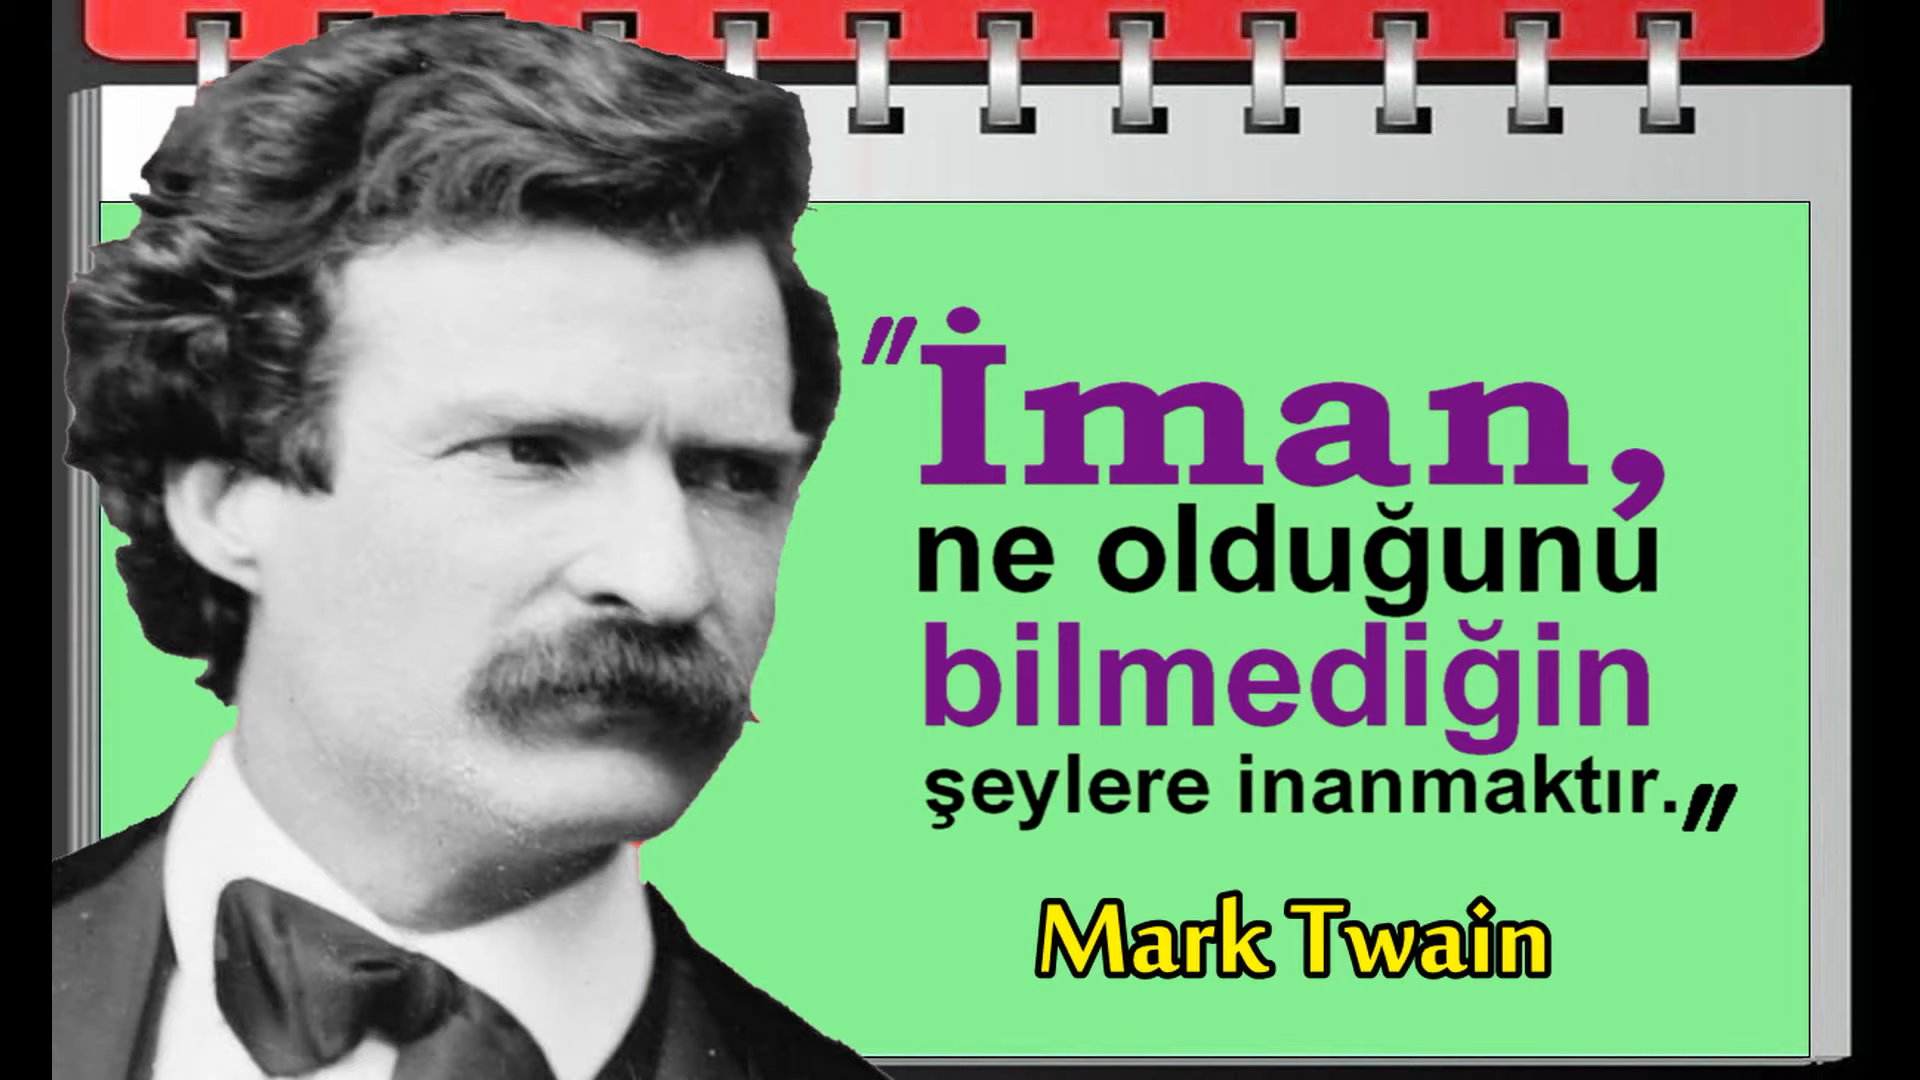 "İman,
ne olduğunu
bilmediğin
şeylere inanmaktır."
Mark Twain